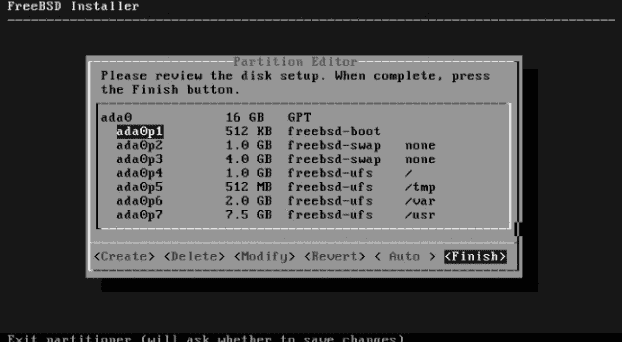 FreeBSD Installer
Partition Editor
Please review the disk setup. When complete, press
the Finish button.
ada0 16 GB GPT
ada0p1 512 KB freebsd-boot
ada0p2 1.0 GB freebsd-swap none
ada0p3 4.0 GB freebsd-swap none
ada0p4 1.0 GB freebsd-ufs /
ada0p5 512 MB freebsd-ufs /tmp
ada0p6 2.0 GB freebsd-ufs /var
ada0p7 7.5 GB freebsd-ufs /usr
<Create> <Delete> <Modify> <Revert> < Auto > <Finish>
Exit partitioner (will ask whether to save changes)